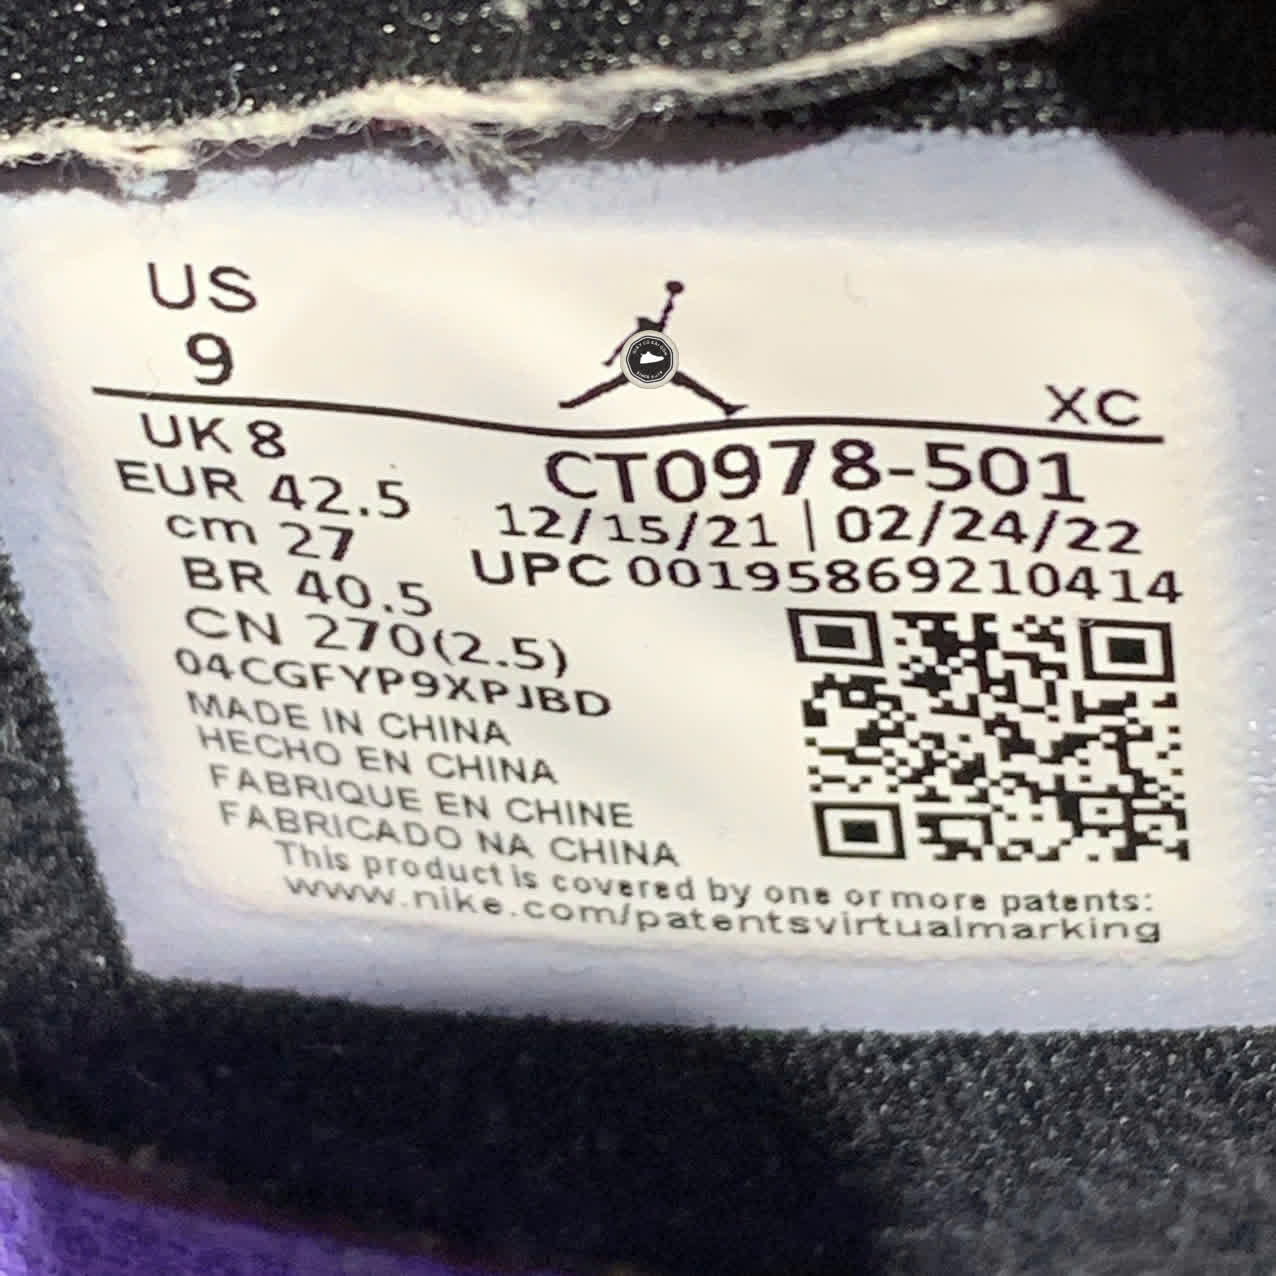 US
9
XC
UK 8
EUR 42.5
cm 27
BR 40.5
CN 270(2.5)
CT0978-501
12/15/21 | 02/24/22
UPC 00195869210414
04CGFYP9XPJBD
MADE IN CHINA
HECHO EN CHINA
FABRIQUE EN CHINE
FABRICADO NA CHINA
This product is covered by one or more patents:
www.nike.com/patentsvirtualmarking